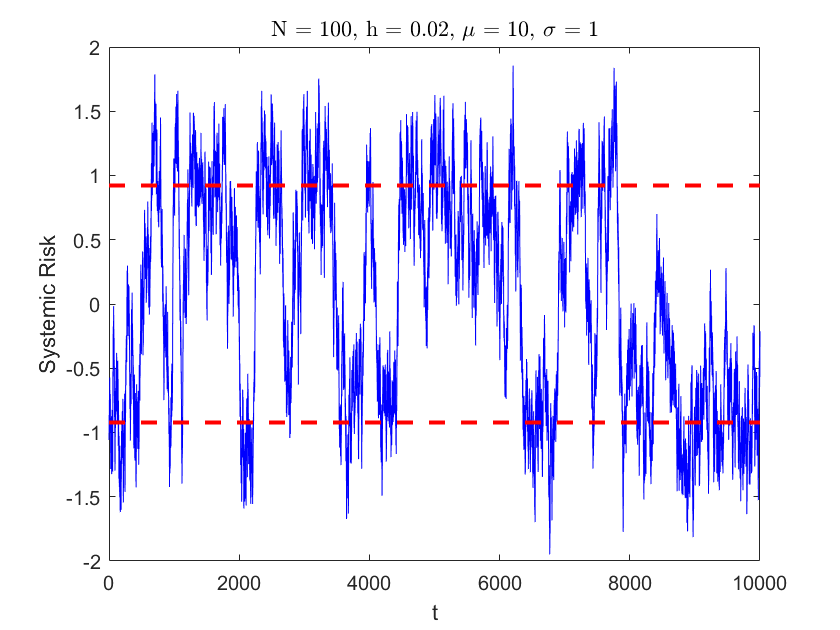 N = 100, h = 0.02, μ = 10, σ = 1
2
1.5
1
0.5
0
-0.5
-1
-1.5
-2
Systemic Risk
0 2000 4000 6000 8000 10000
t